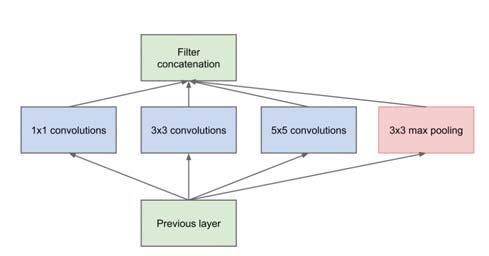 Filter
concatenation
1x1 convolutions
3x3 convolutions
5x5 convolutions
3x3 max pooling
Previous layer